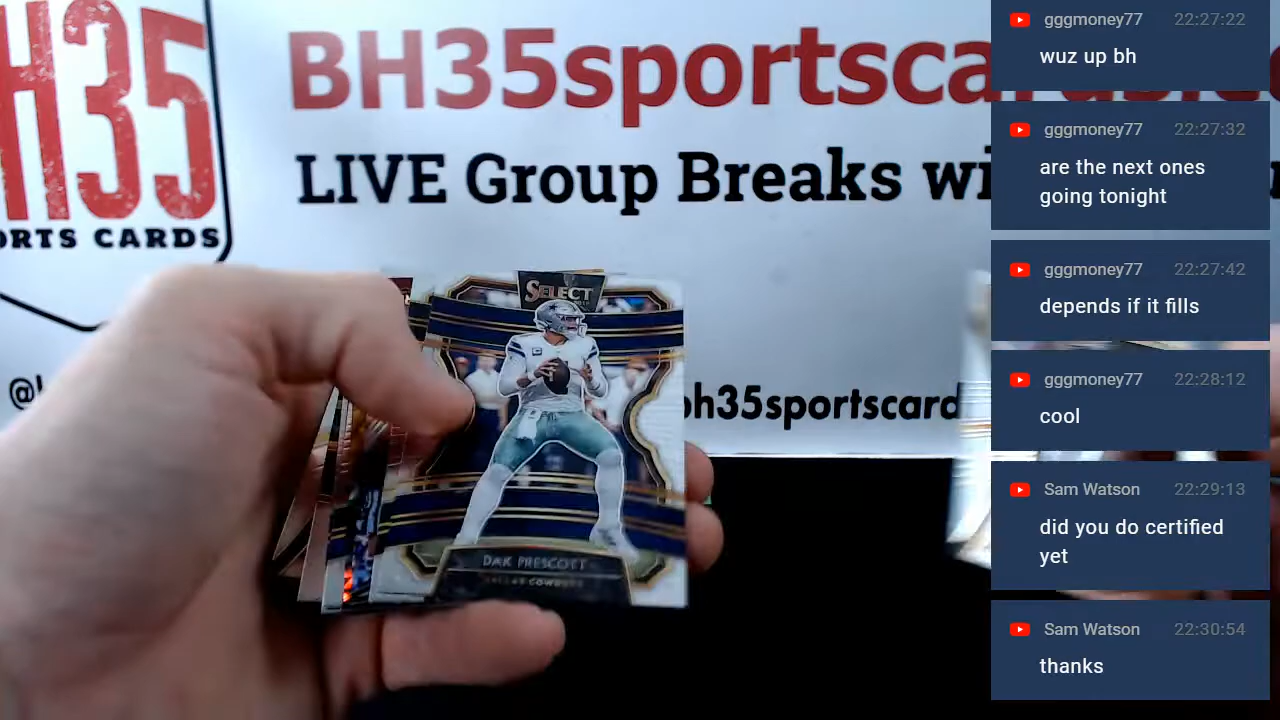 H35
ORTS CARDS
BH35sportsca
LIVE Group Breaks wi
bh35sportscard
SELECT
DAK PRESCOTT
DALLAS COWBOYS
gggmoney77 22:27:22
wuz up bh
gggmoney77 22:27:32
are the next ones
going tonight
gggmoney77 22:27:42
depends if it fills
gggmoney77 22:28:12
cool
Sam Watson 22:29:13
did you do certified
yet
Sam Watson 22:30:54
thanks